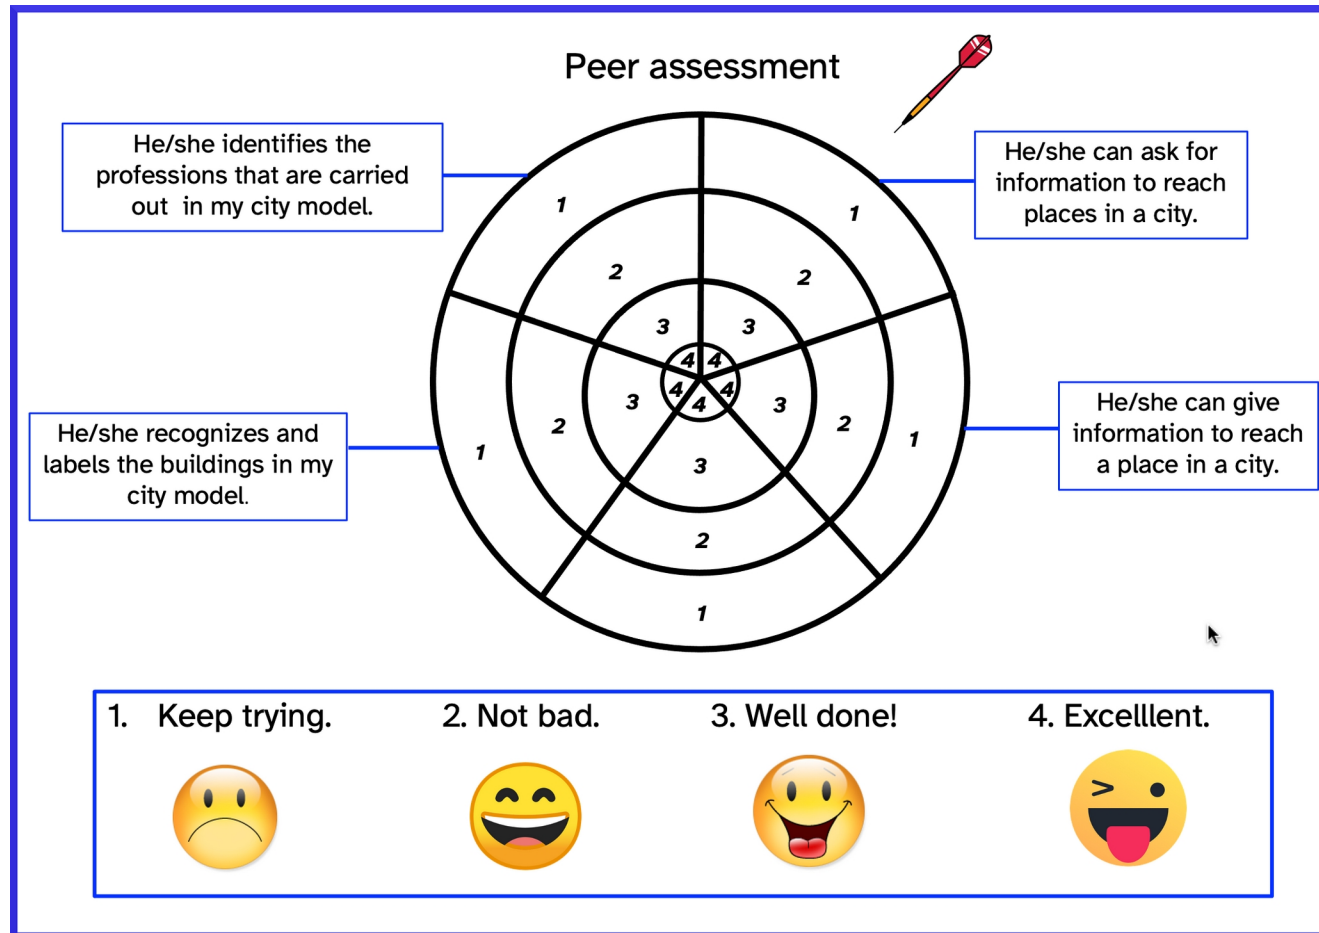 Peer assessment
He/she identifies the
professions that are carried
out in my city model.
He/she can ask for
information to reach
places in a city.
1
1
2
2
3
3
4
4
4
4
4
3
3
2
2
1
1
3
2
1
He/she recognizes and
labels the buildings in my
city model.
He/she can give
information to reach
a place in a city.
1. Keep trying.
2. Not bad.
3. Well done!
4. Excelllent.